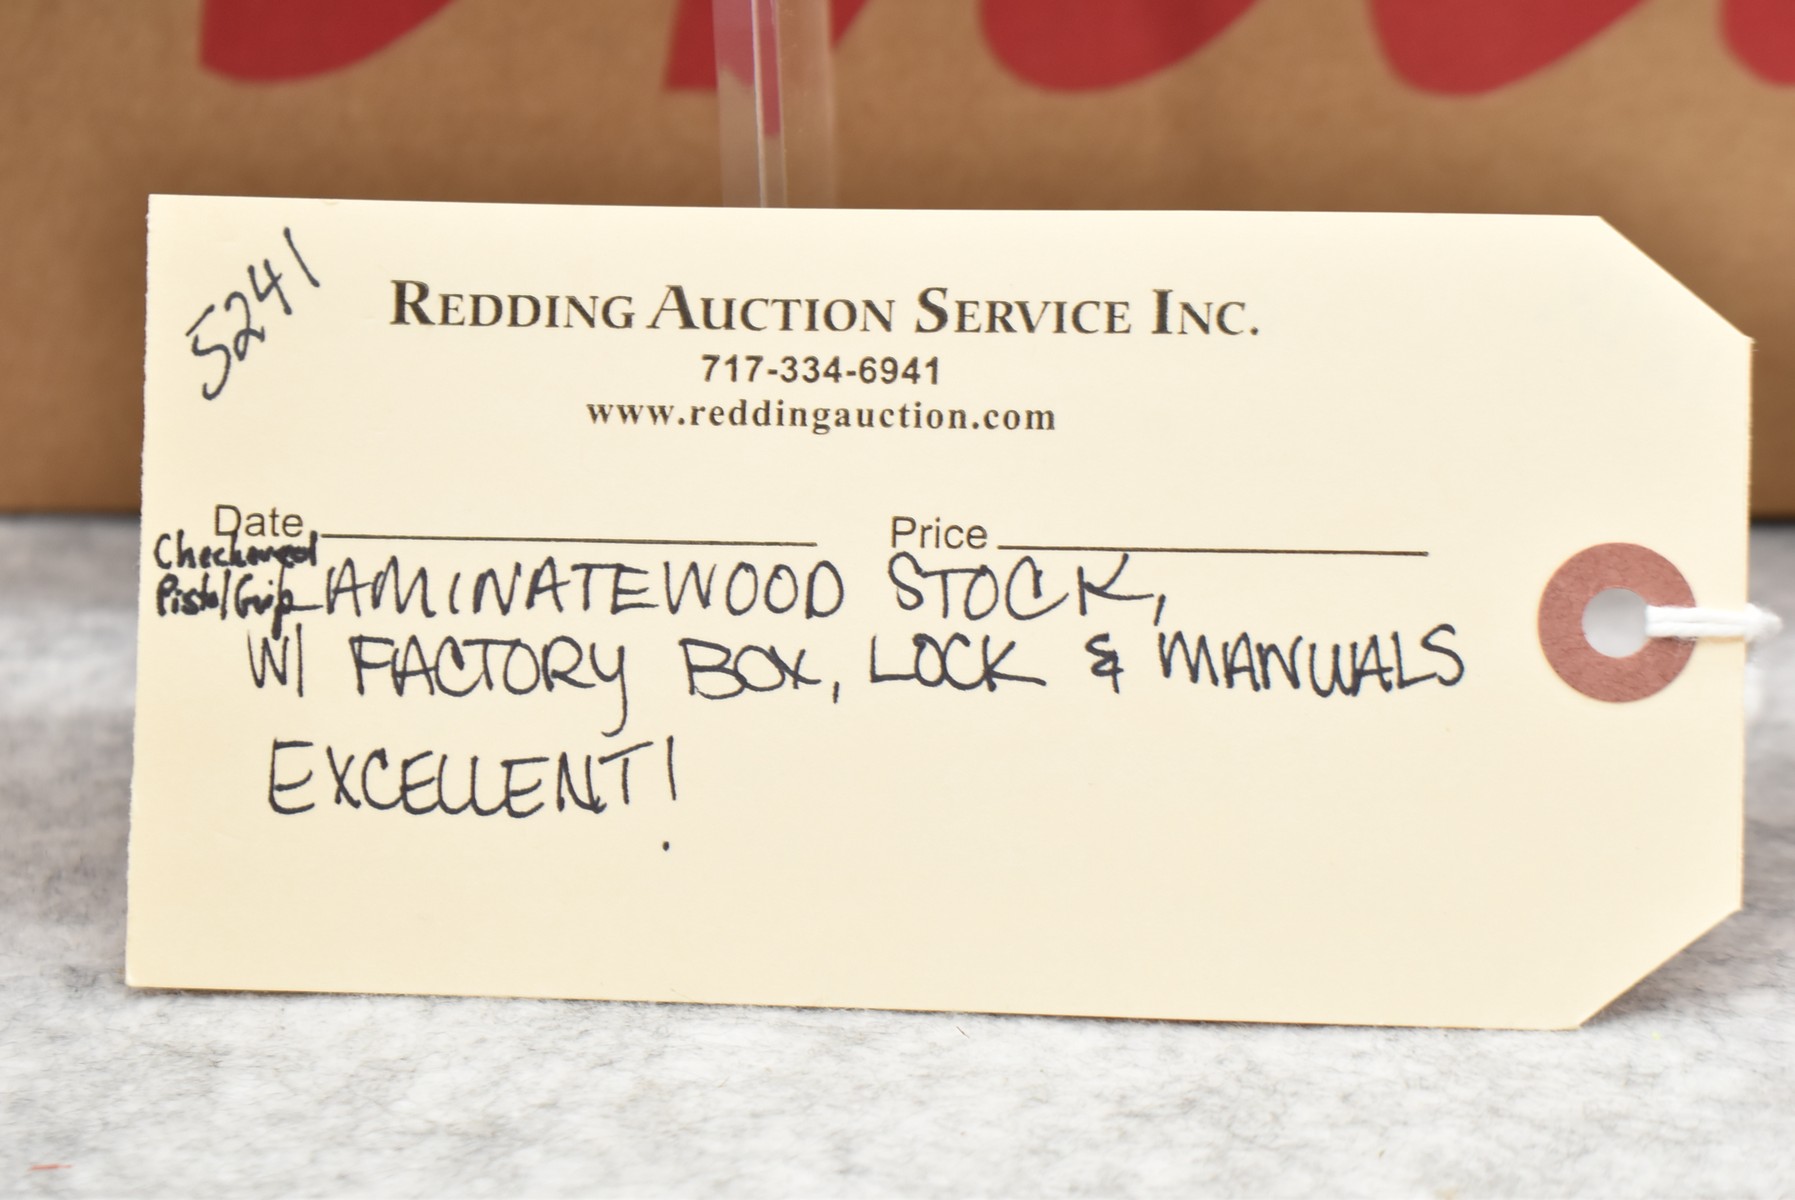 5241
REDDING AUCTION SERVICE INC.
717-334-6941
www.reddingauction.com
Date Price
Checkered
Pistol Grip LAMINATEWOOD STOCK,
W/ FACTORY BOX, LOCK & MANUALS
EXCELLENT!